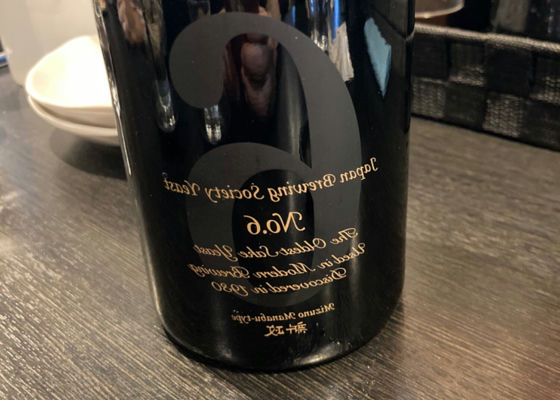 6
Japan Brewing Society Yeast
No.6
The Oldest Sake Yeast
Used in Modern Brewing
Discovered in 1930
Mizuno Manabu-type
新政